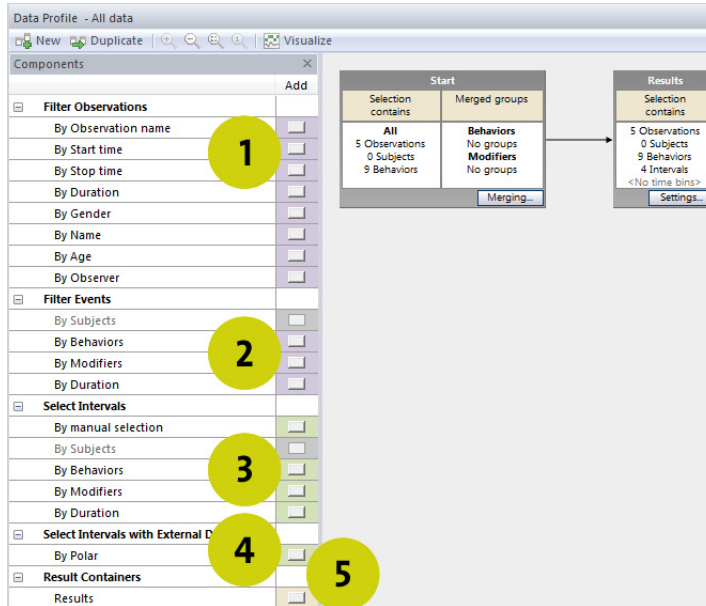 Data Profile - All data
New Duplicate Visualize
Components
Add
Filter Observations
By Observation name
By Start time
By Stop time
By Duration
By Gender
By Name
By Age
By Observer
1
Filter Events
By Subjects
By Behaviors
By Modifiers
By Duration
2
Select Intervals
By manual selection
By Subjects
By Behaviors
By Modifiers
By Duration
3
Select Intervals with External D
By Polar
4
Result Containers
Results
5
Start
Selection contains
Merged groups
All
5 Observations
0 Subjects
9 Behaviors
Behaviors
No groups
Modifiers
No groups
Merging...
Results
Selection contains
5 Observations
0 Subjects
9 Behaviors
4 Intervals
<No time bins>
Settings...